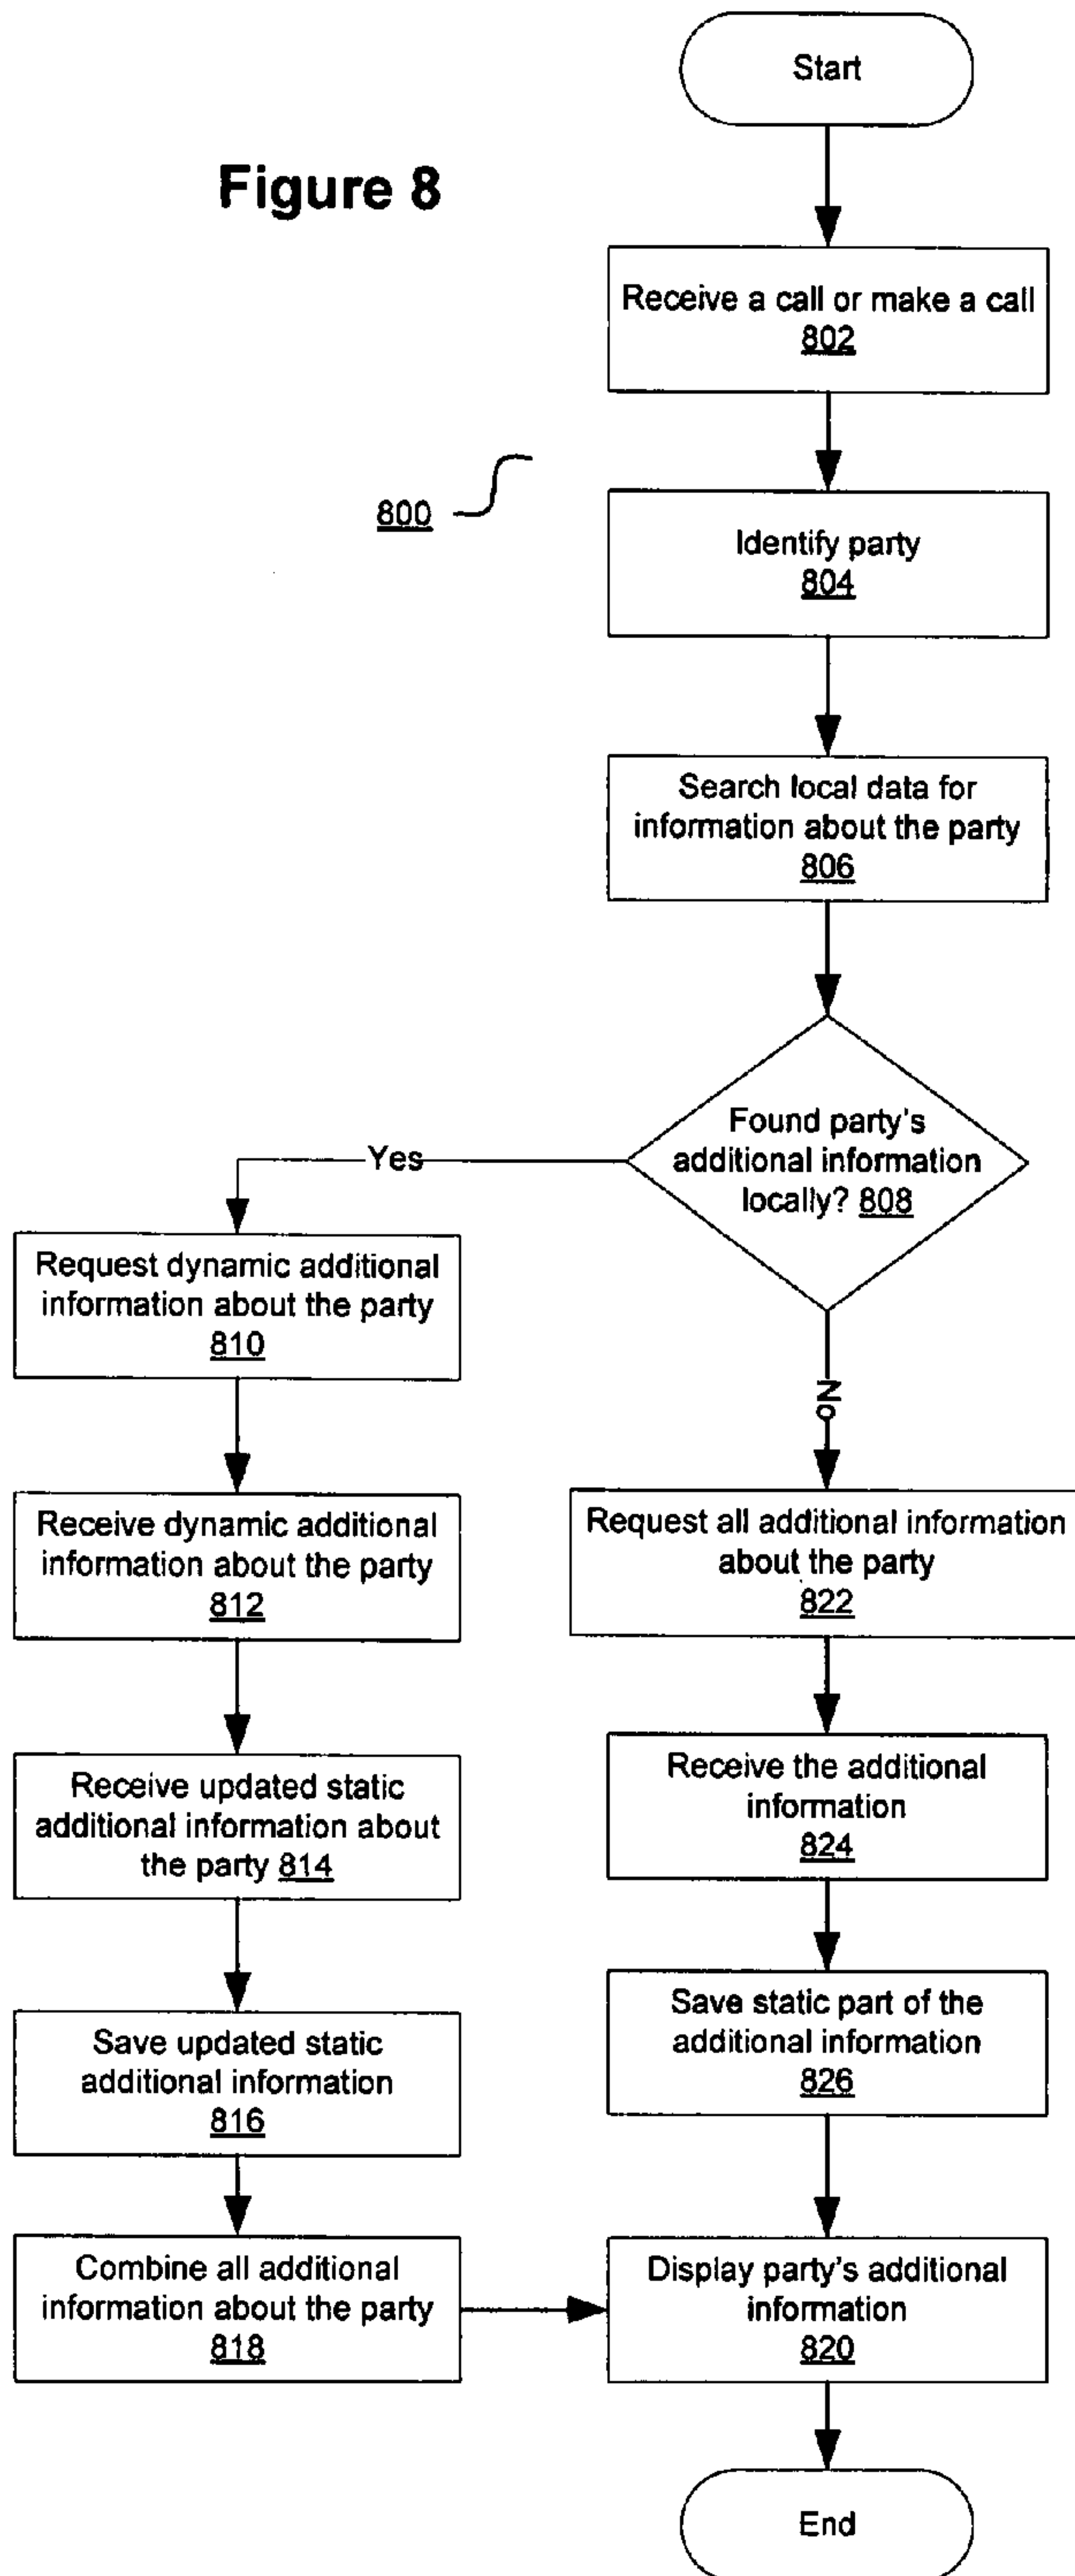 Start
Figure 8
Receive a call or make a call
802
800
Identify party
804
Search local data for
information about the party
806
Found party's
additional information
locally? 808
Yes
No
Request dynamic additional
information about the party
810
Receive dynamic additional
information about the party
812
Receive updated static
additional information about
the party 814
Save updated static
additional information
816
Combine all additional
information about the party
818
Request all additional information
about the party
822
Receive the additional
information
824
Save static part of the
additional information
826
Display party's additional
information
820
End